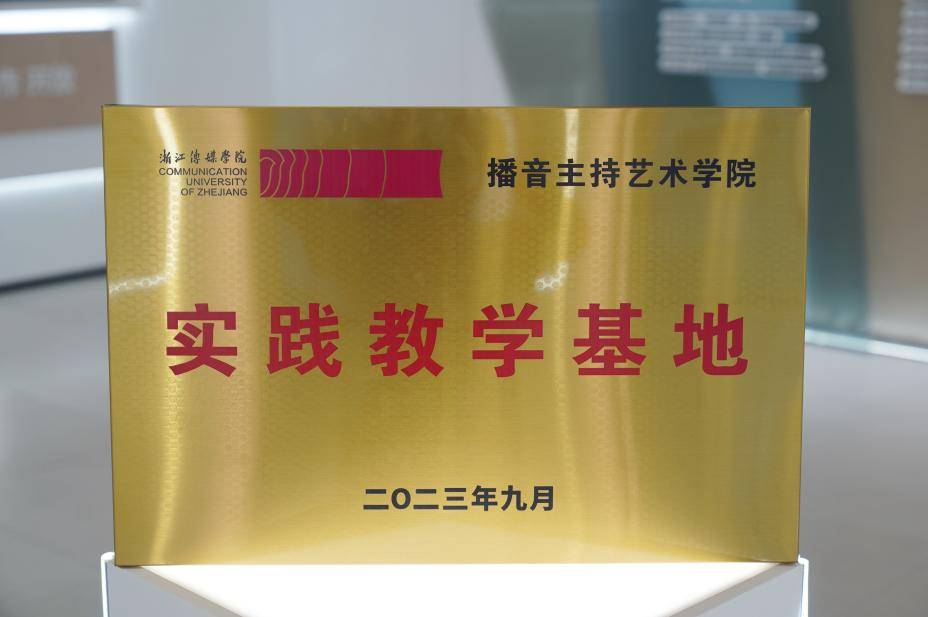 浙江传媒学院
COMMUNICATION
UNIVERSITY
OF ZHEJIANG
播音主持艺术学院
实践教学基地
二〇二三年九月